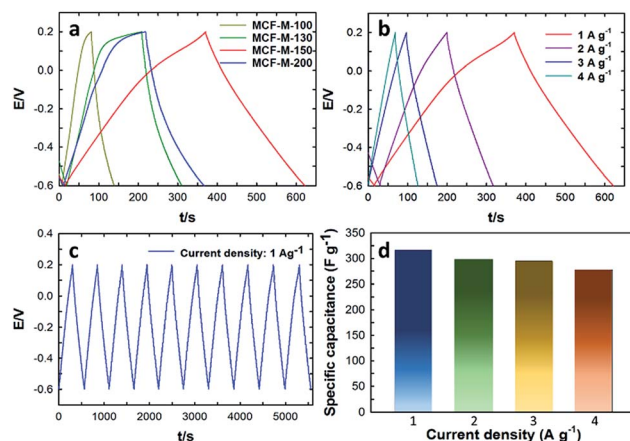 a
MCF-M-100
MCF-M-130
MCF-M-150
MCF-M-200
E/V
0.2
0.0
-0.2
-0.4
-0.6
0 100 200 300 400 500 600
t/s
b
1 A g⁻¹
2 A g⁻¹
3 A g⁻¹
4 A g⁻¹
E/V
0.2
0.0
-0.2
-0.4
-0.6
0 100 200 300 400 500 600
t/s
c
Current density: 1 Ag⁻¹
E/V
0.4
0.2
0.0
-0.2
-0.4
-0.6
0 1000 2000 3000 4000 5000
t/s
d
Specific capacitance (F g⁻¹)
350
300
250
200
150
100
50
0
1 2 3 4
Current density (A g⁻¹)